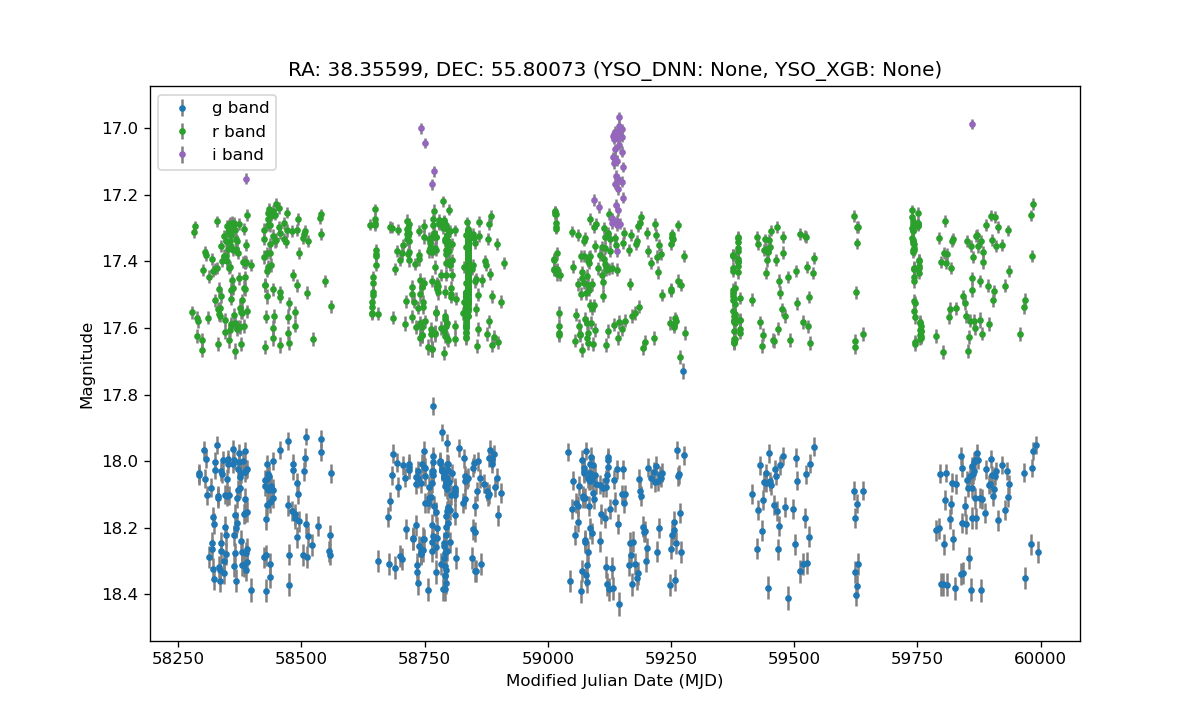 RA: 38.35599, DEC: 55.80073 (YSO_DNN: None, YSO_XGB: None)
g band
r band
i band
Magnitude
17.0
17.2
17.4
17.6
17.8
18.0
18.2
18.4
58250 58500 58750 59000 59250 59500 59750 60000
Modified Julian Date (MJD)